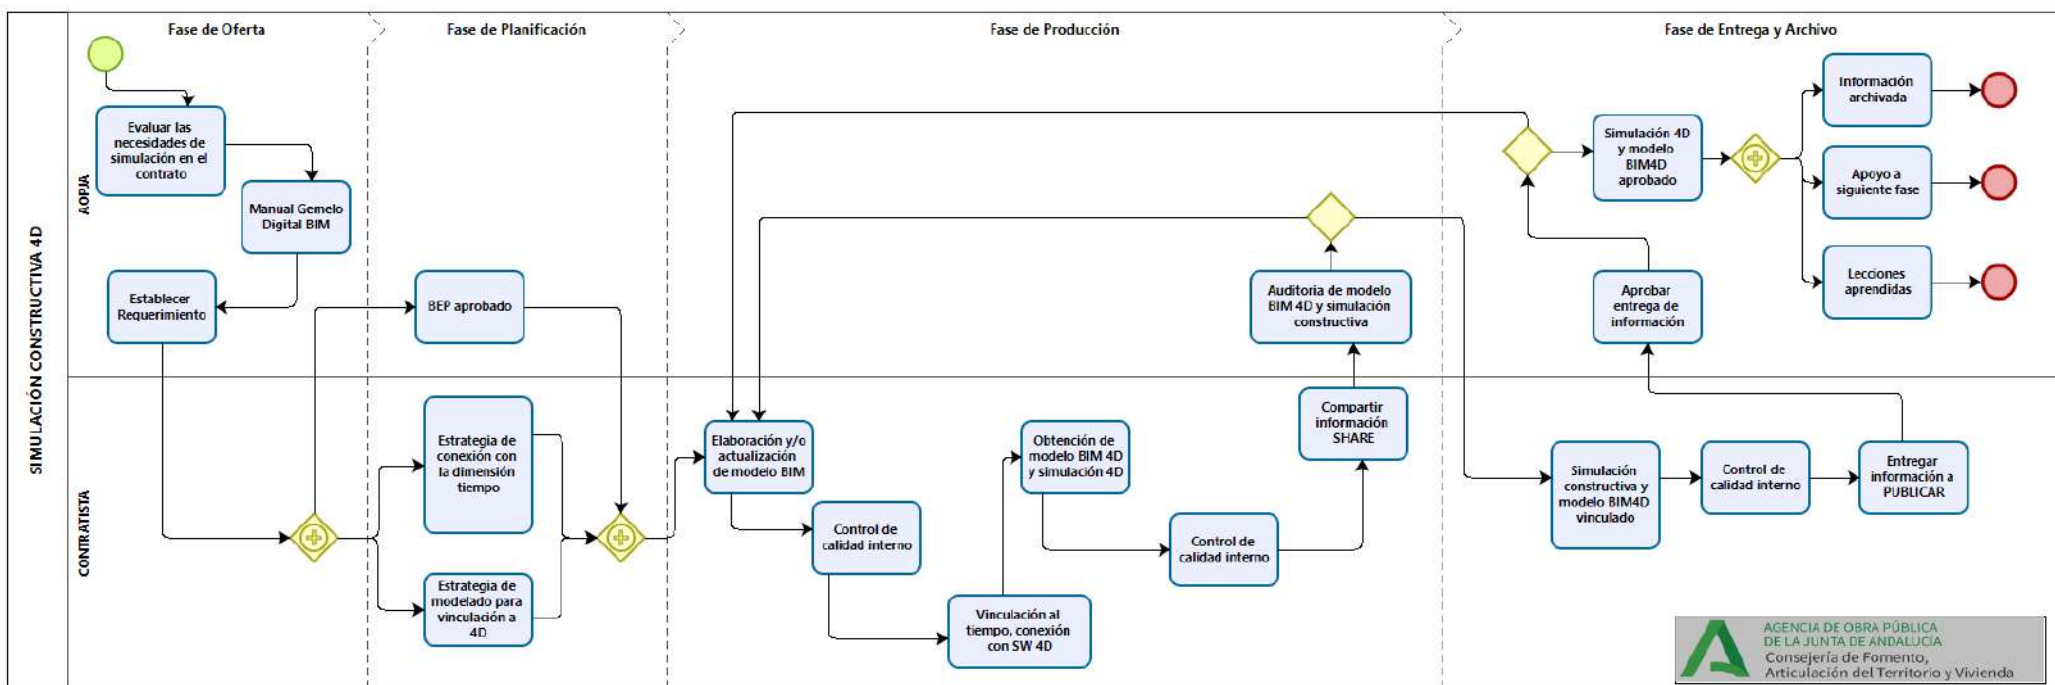 SIMULACIÓN CONSTRUCTIVA 4D
AOPJA
CONTRATISTA
Fase de Oferta
Fase de Planificación
Fase de Producción
Fase de Entrega y Archivo
Evaluar las
necesidades de
simulación en el
contrato
Manual Gemelo
Digital BIM
Establecer
Requerimiento
BEP aprobado
Estrategia de
conexión con
la dimensión
tiempo
Estrategia de
modelado para
vinculación a
4D
Elaboración y/o
actualización
de modelo BIM
Control de
calidad interno
Vinculación al
tiempo, conexión
con SW 4D
Obtención de
modelo BIM 4D
y simulación 4D
Control de
calidad interno
Compartir
información
SHARE
Auditoria de modelo
BIM 4D y simulación
constructiva
Simulación
constructiva y
modelo BIM4D
vinculado
Control de
calidad interno
Entregar
información a
PUBLICAR
Aprobar
entrega de
información
Simulación 4D
y modelo
BIM4D
aprobado
Información
archivada
Apoyo a
siguiente fase
Lecciones
aprendidas
AGENCIA DE OBRA PÚBLICA
DE LA JUNTA DE ANDALUCÍA
Consejería de Fomento,
Articulación del Territorio y Vivienda